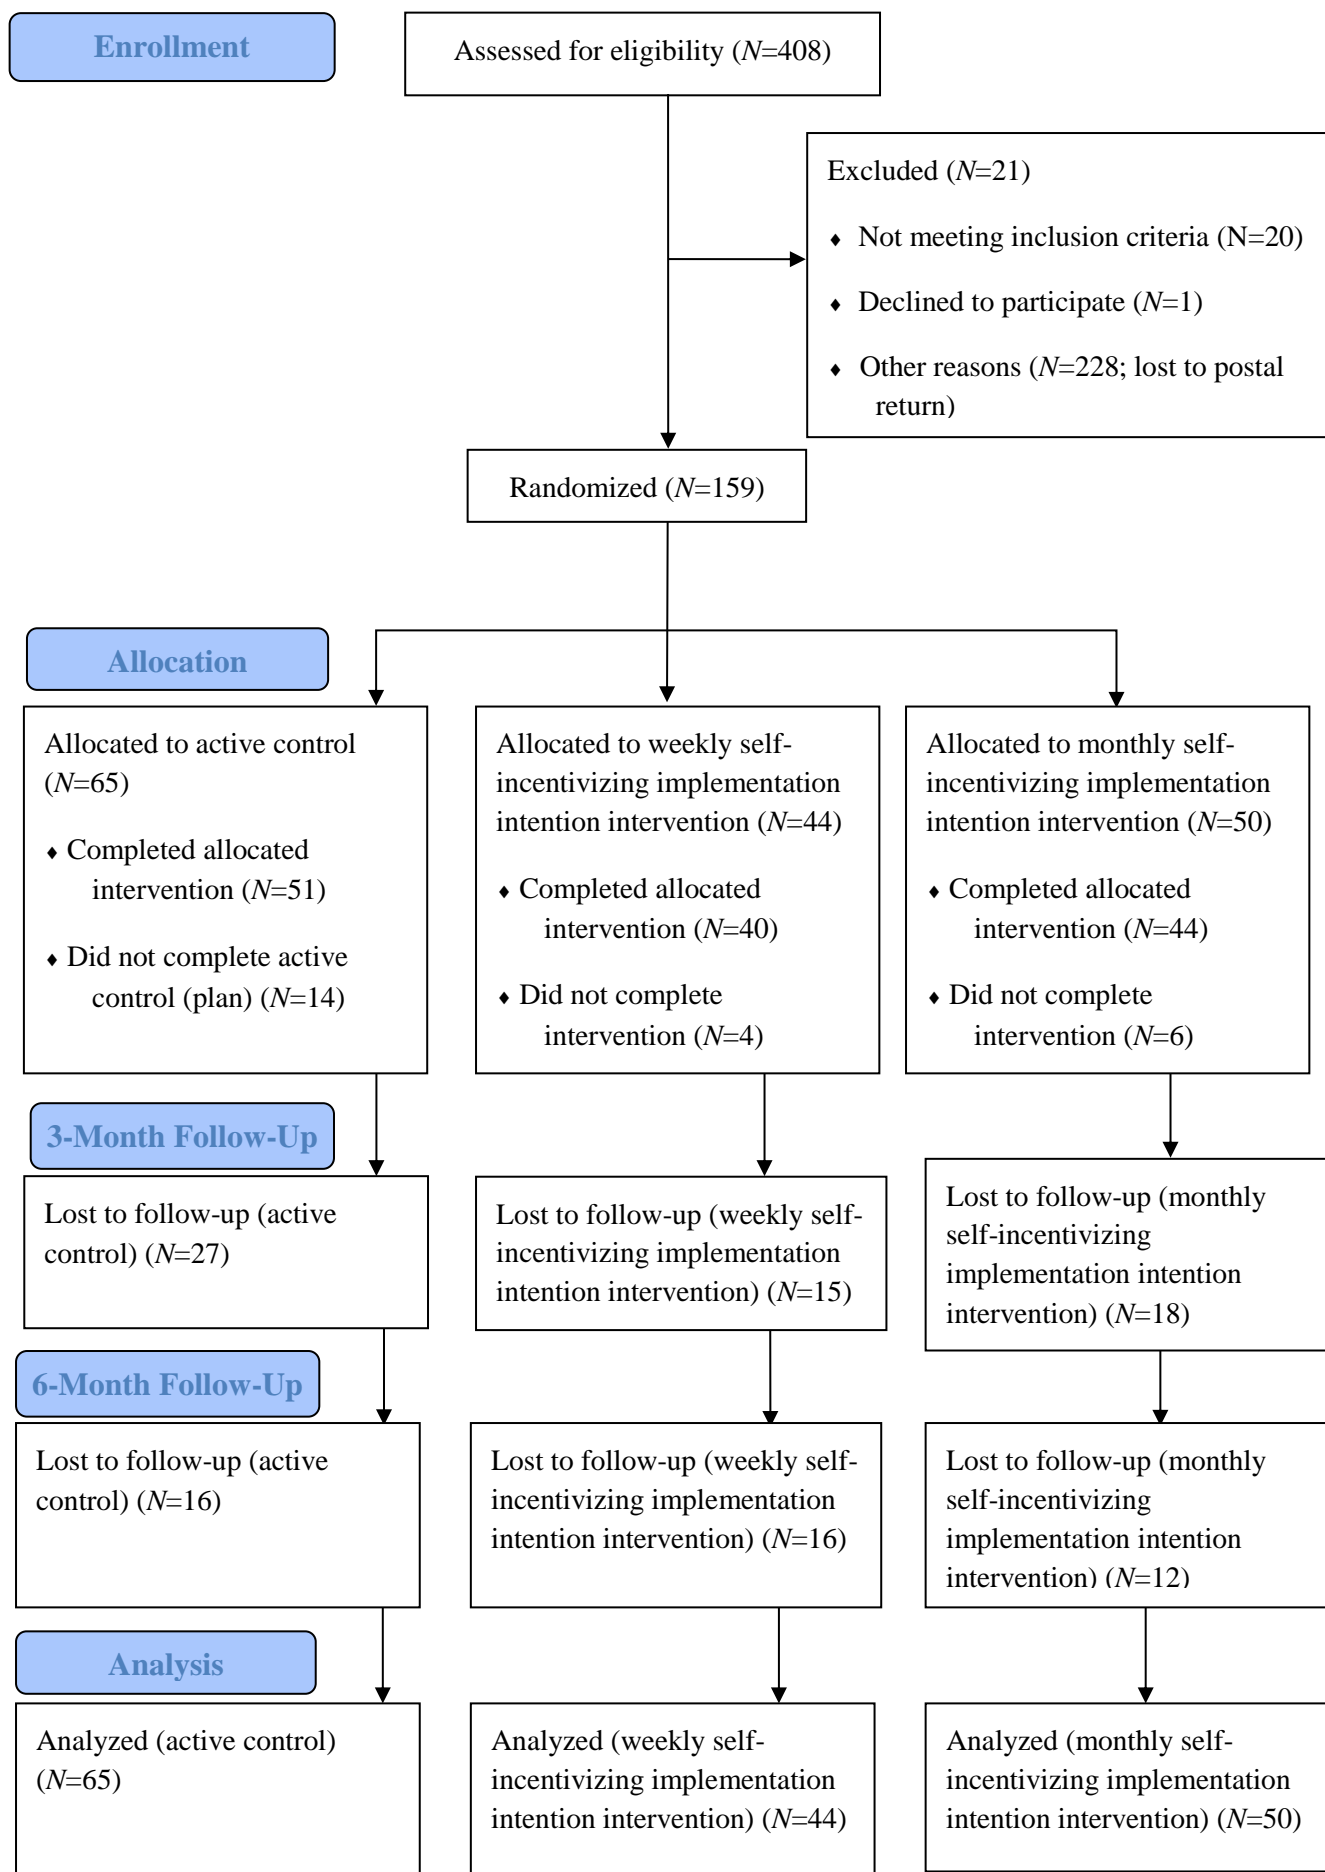 Enrollment
Assessed for eligibility (N=408)
Excluded (N=21)
♦ Not meeting inclusion criteria (N=20)
♦ Declined to participate (N=1)
♦ Other reasons (N=228; lost to postal
return)
Randomized (N=159)
Allocation
Allocated to active control
(N=65)
♦ Completed allocated
intervention (N=51)
♦ Did not complete active
control (plan) (N=14)
Allocated to weekly self-
incentivizing implementation
intention intervention (N=44)
♦ Completed allocated
intervention (N=40)
♦ Did not complete
intervention (N=4)
Allocated to monthly self-
incentivizing implementation
intention intervention (N=50)
♦ Completed allocated
intervention (N=44)
♦ Did not complete
intervention (N=6)
3-Month Follow-Up
Lost to follow-up (active
control) (N=27)
Lost to follow-up (weekly self-
incentivizing implementation
intention intervention) (N=15)
Lost to follow-up (monthly
self-incentivizing
implementation intention
intervention) (N=18)
6-Month Follow-Up
Lost to follow-up (active
control) (N=16)
Lost to follow-up (weekly self-
incentivizing implementation
intention intervention) (N=16)
Lost to follow-up (monthly
self-incentivizing
implementation intention
intervention) (N=12)
Analysis
Analyzed (active control)
(N=65)
Analyzed (weekly self-
incentivizing implementation
intention intervention) (N=44)
Analyzed (monthly self-
incentivizing implementation
intention intervention) (N=50)